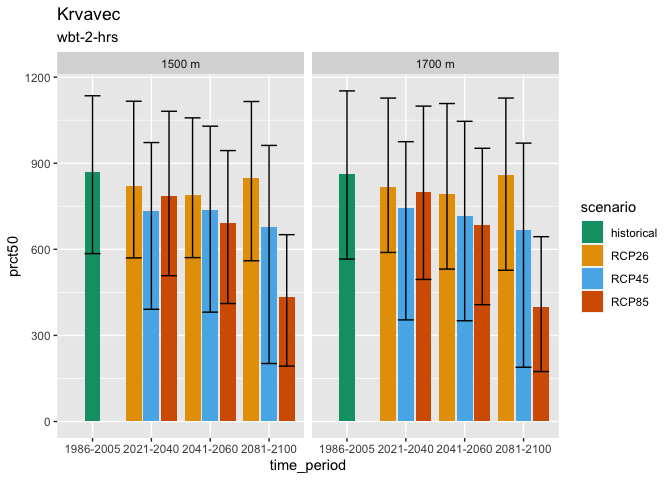 Krvavec
wbt-2-hrs
1500 m
1700 m
1200
900
600
300
0
prct50
1986-2005 2021-2040 2041-2060 2081-2100
1986-2005 2021-2040 2041-2060 2081-2100
time_period
scenario
historical
RCP26
RCP45
RCP85